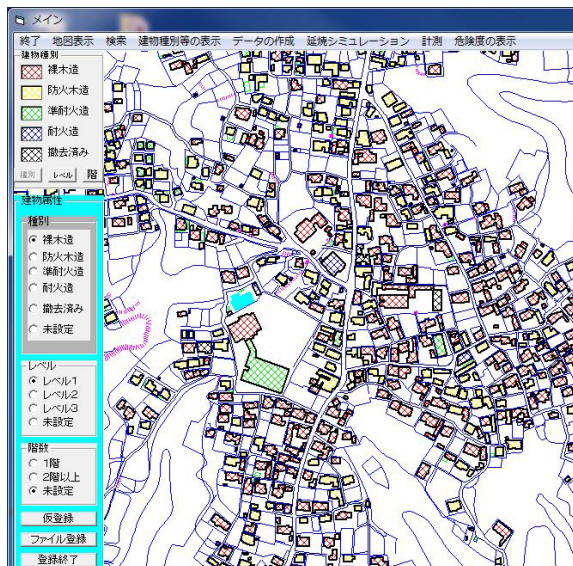 メイン
終了 地図表示 検索 建物種別等の表示 データの作成 延焼シミュレーション 計測 危険度の表示
建物種別
裸木造
防火木造
準耐火造
耐火造
撤去済み
種別 レベル 階
建物属性
種別
裸木造
防火木造
準耐火造
耐火造
撤去済み
未設定
レベル
レベル1
レベル2
レベル3
未設定
階数
1階
2階以上
未設定
仮登録
ファイル登録
登録終了